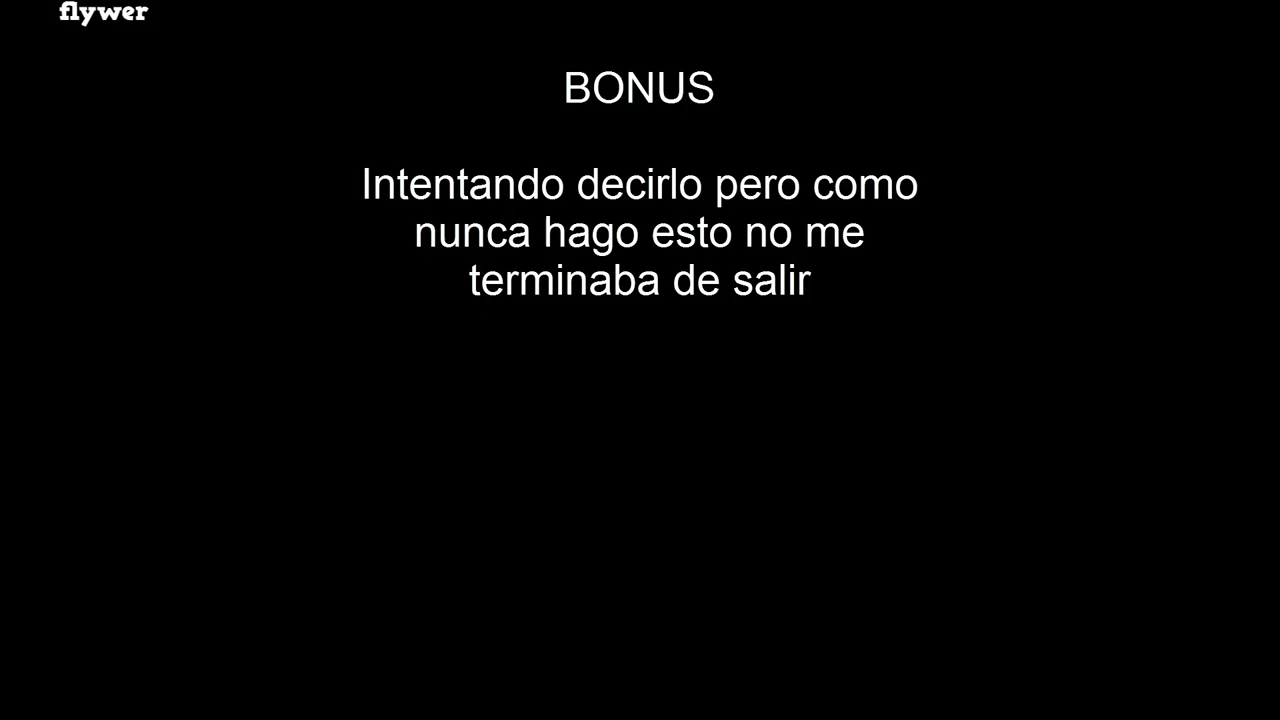 flywer
BONUS
Intentando decirlo pero como
nunca hago esto no me
terminaba de salir